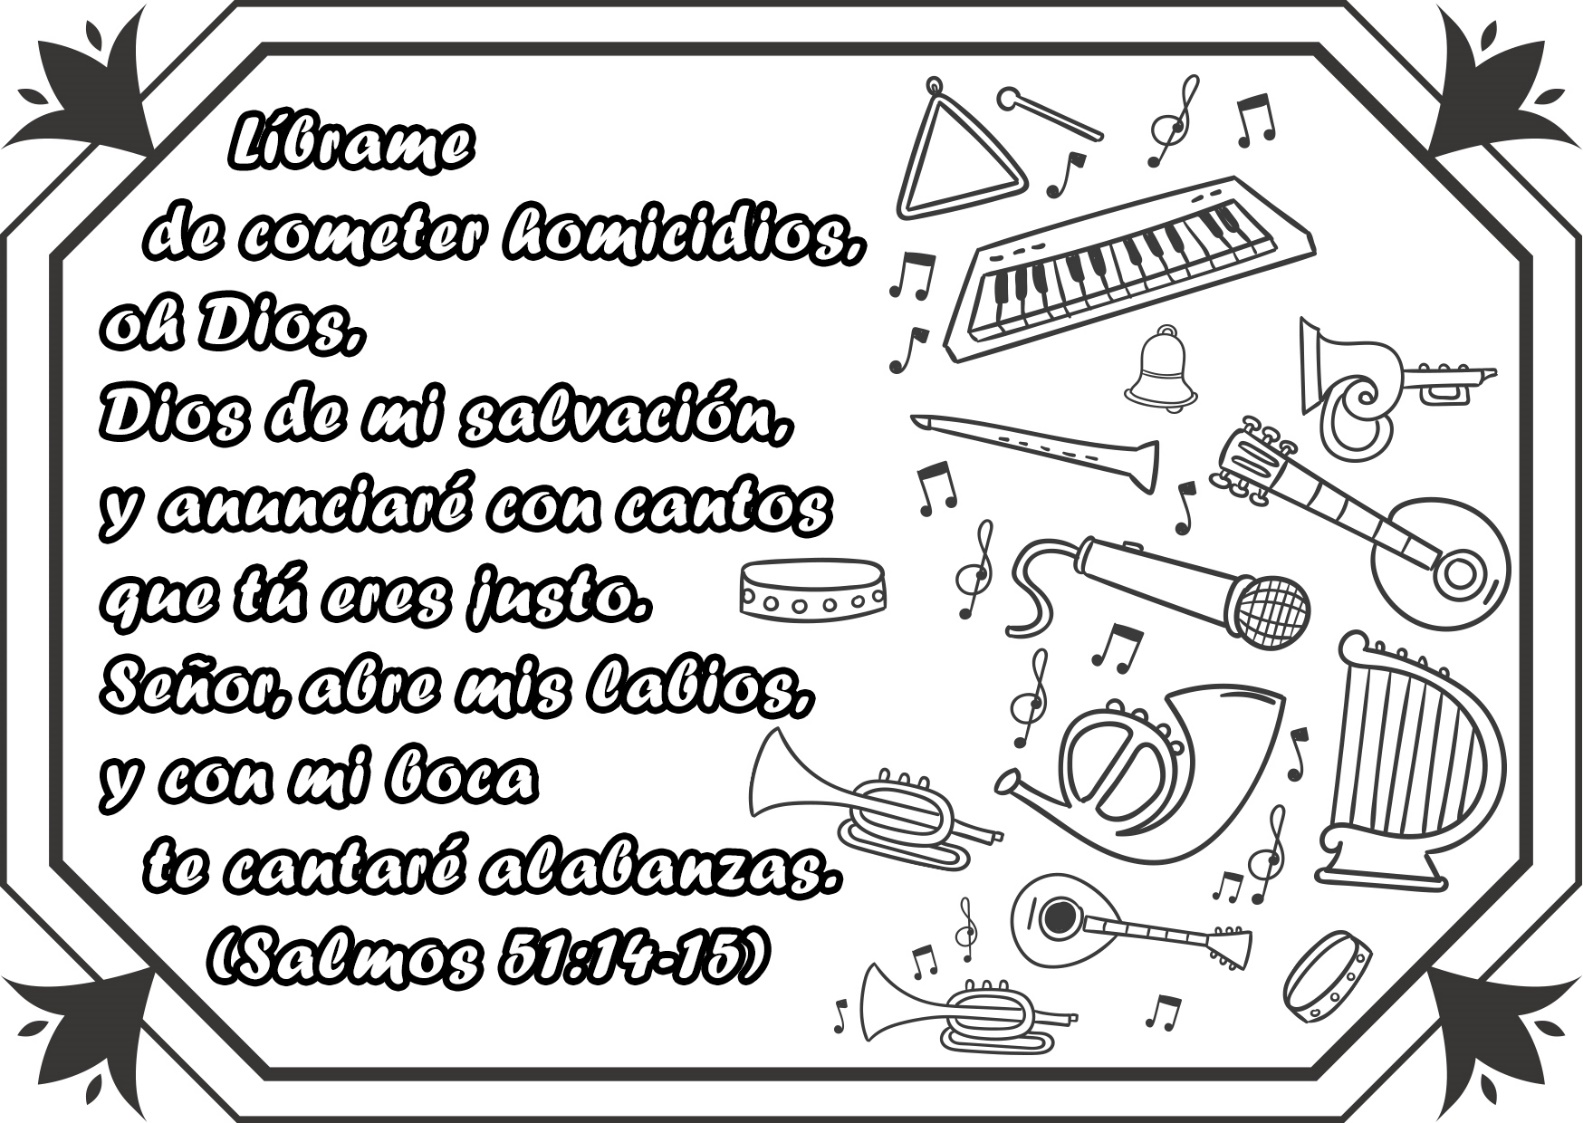 Líbrame
de cometer homicidios,
oh Dios,
Dios de mi salvación,
y anunciaré con cantos
que tú eres justo.
Señor, abre mis labios,
y con mi boca
te cantaré alabanzas.
(Salmos 51:14-15)